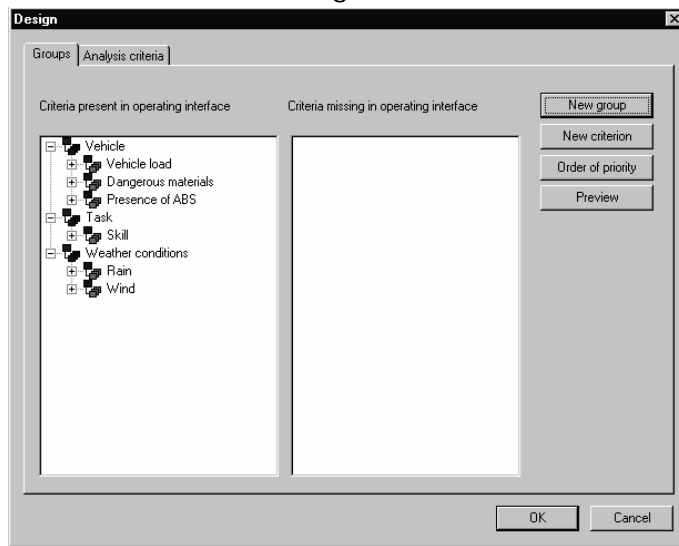 Design
Groups
Analysis criteria
Criteria present in operating interface
Criteria missing in operating interface
New group
New criterion
Order of priority
Preview
Vehicle
Vehicle load
Dangerous materials
Presence of ABS
Task
Skill
Weather conditions
Rain
Wind
OK
Cancel